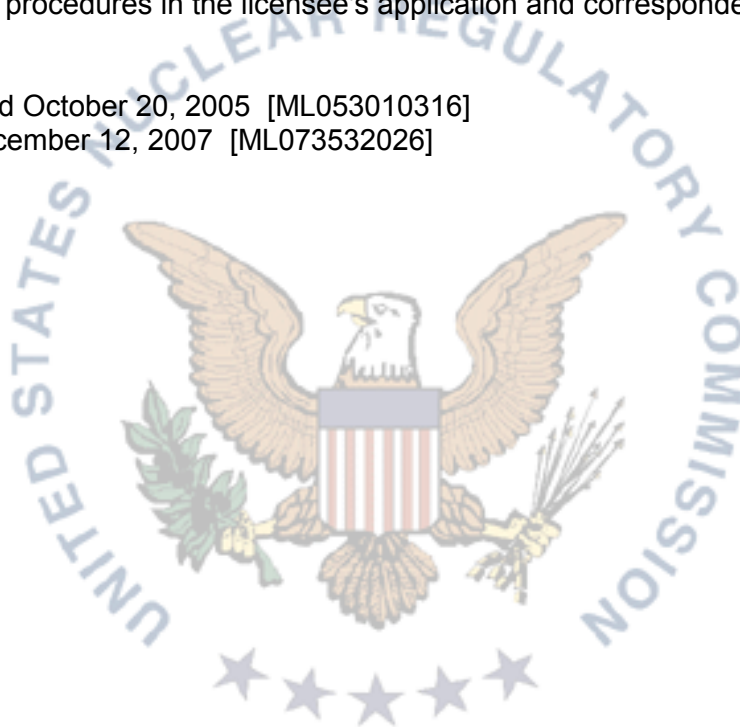 procedures in the licensee's application and corresponde
d October 20, 2005 [ML053010316]
cember 12, 2007 [ML073532026]
UNITED STATES NUCLEAR REGULATORY COMMISSION